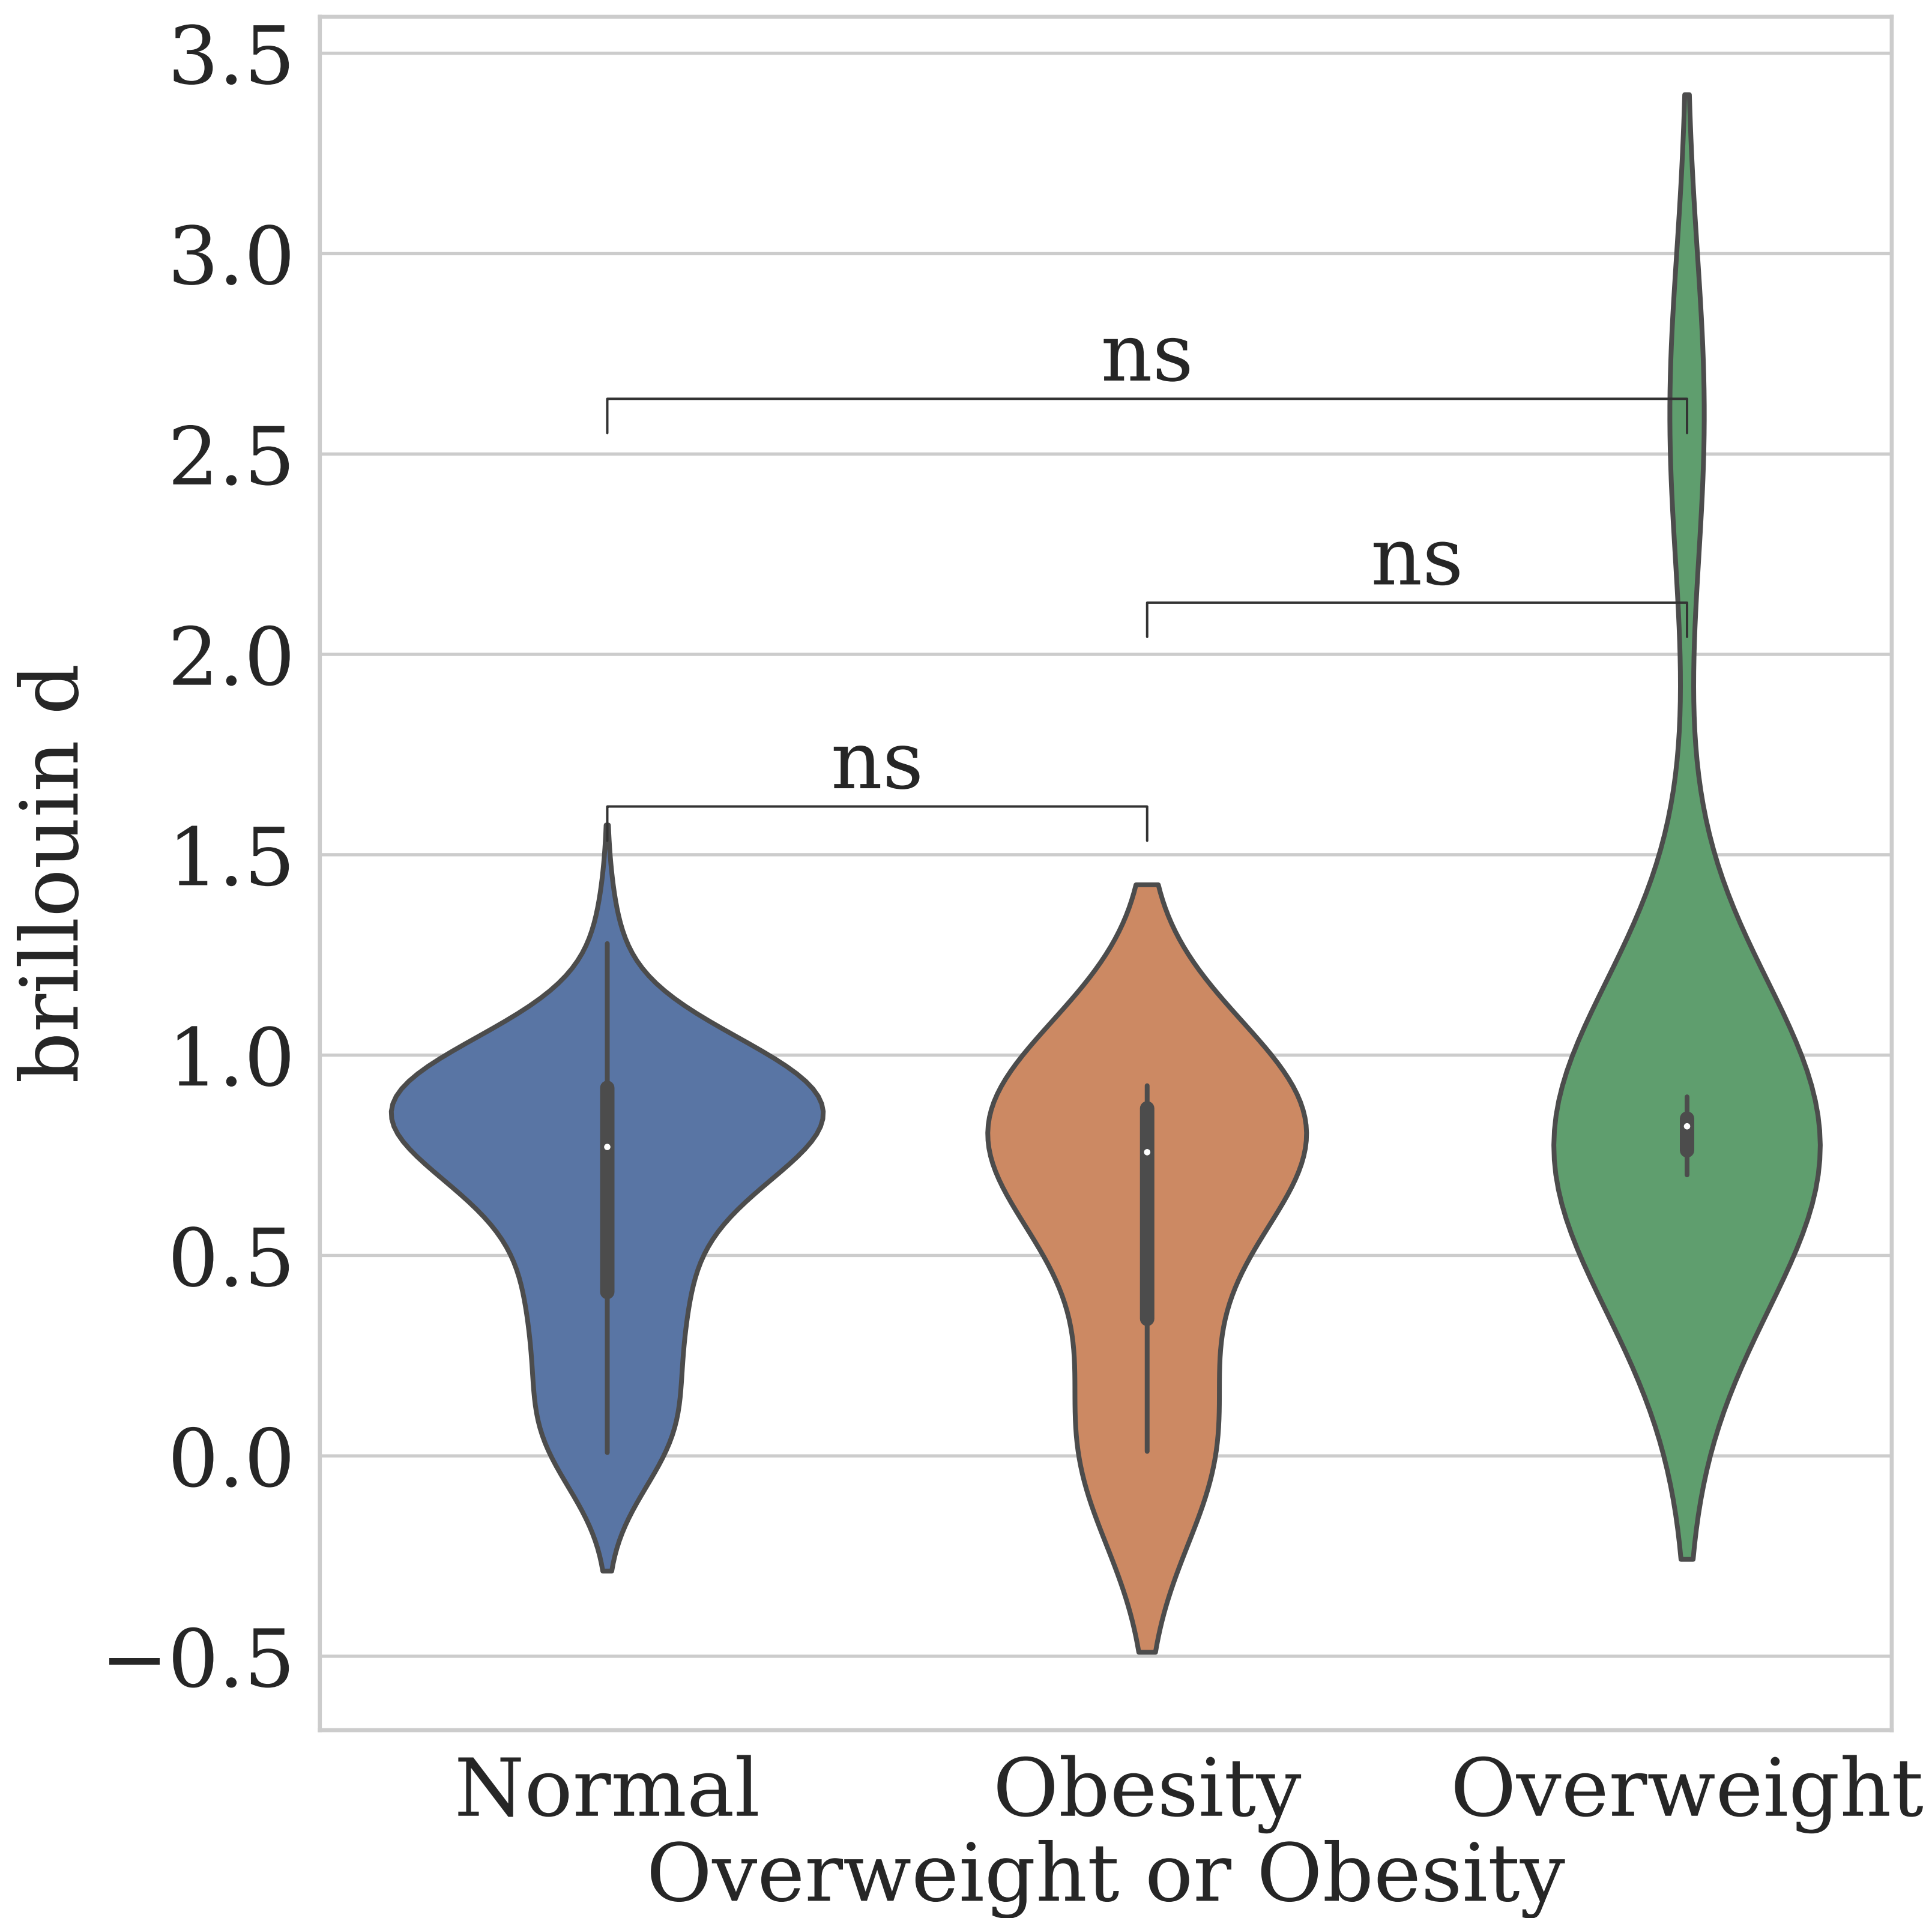 3.5
3.0
ns
2.5
ns
2.0
ns
1.5
brillouin d
1.0
0.5
0.0
−0.5
Normal Obesity Overweight
Overweight or Obesity